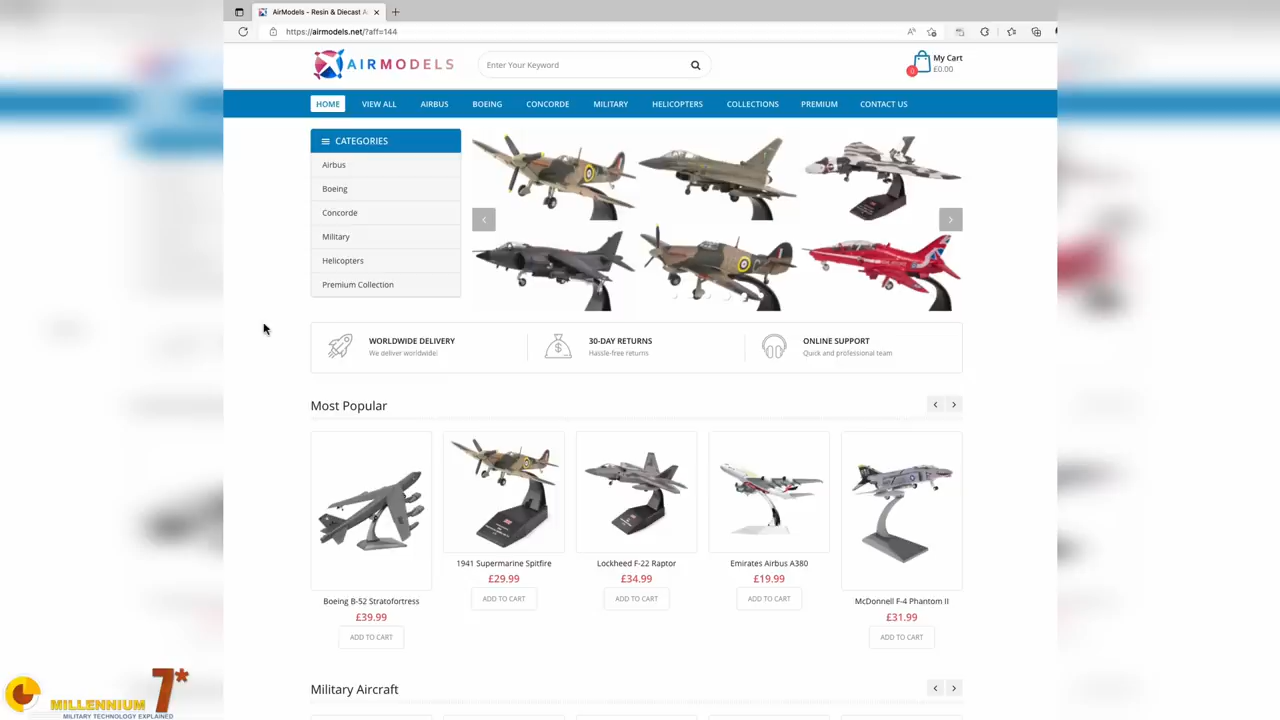 AirModels - Resin & Diecast A
https://airmodels.net/?aff=144
AIRMODELS
Enter Your Keyword
My Cart
0
£0.00
HOME
VIEW ALL
AIRBUS
BOEING
CONCORDE
MILITARY
HELICOPTERS
COLLECTIONS
PREMIUM
CONTACT US
CATEGORIES
Airbus
Boeing
Concorde
Military
Helicopters
Premium Collection
WORLDWIDE DELIVERY
We deliver worldwide!
30-DAY RETURNS
Hassle-free returns
ONLINE SUPPORT
Quick and professional team
Most Popular
Boeing B-52 Stratofortress
£39.99
ADD TO CART
1941 Supermarine Spitfire
£29.99
ADD TO CART
Lockheed F-22 Raptor
£34.99
ADD TO CART
Emirates Airbus A380
£19.99
ADD TO CART
McDonnell F-4 Phantom II
£31.99
ADD TO CART
Military Aircraft
MILLENNIUM 7*
MILITARY TECHNOLOGY EXPLAINED